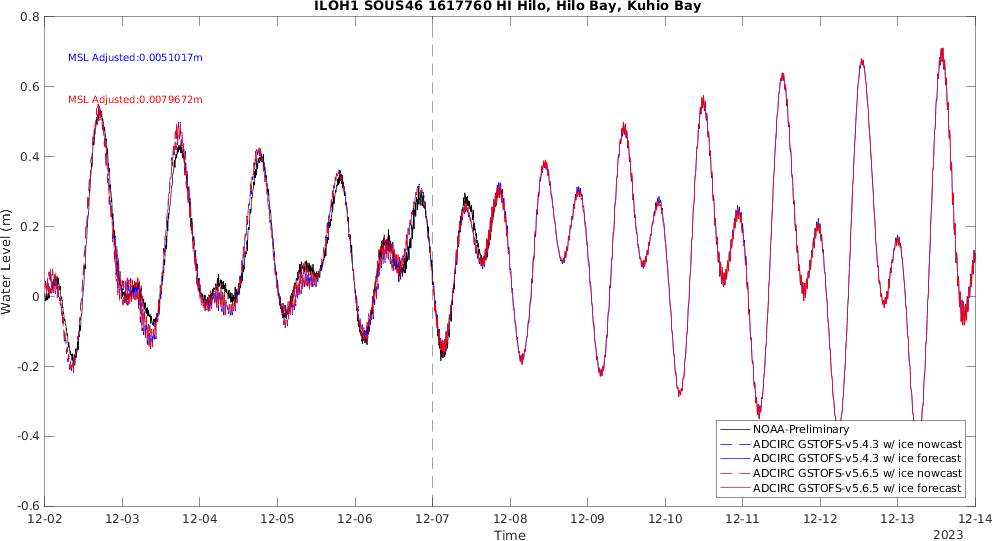 ILOH1 SOUS46 1617760 HI Hilo, Hilo Bay, Kuhio Bay
MSL Adjusted:0.0051017m
MSL Adjusted:0.0079672m
Water Level (m)
0.8
0.6
0.4
0.2
0
-0.2
-0.4
-0.6
NOAA-Preliminary
ADCIRC GSTOFS-v5.4.3 w/ ice nowcast
ADCIRC GSTOFS-v5.4.3 w/ ice forecast
ADCIRC GSTOFS-v5.6.5 w/ ice nowcast
ADCIRC GSTOFS-v5.6.5 w/ ice forecast
12-02 12-03 12-04 12-05 12-06 12-07 12-08 12-09 12-10 12-11 12-12 12-13 12-14
Time
2023